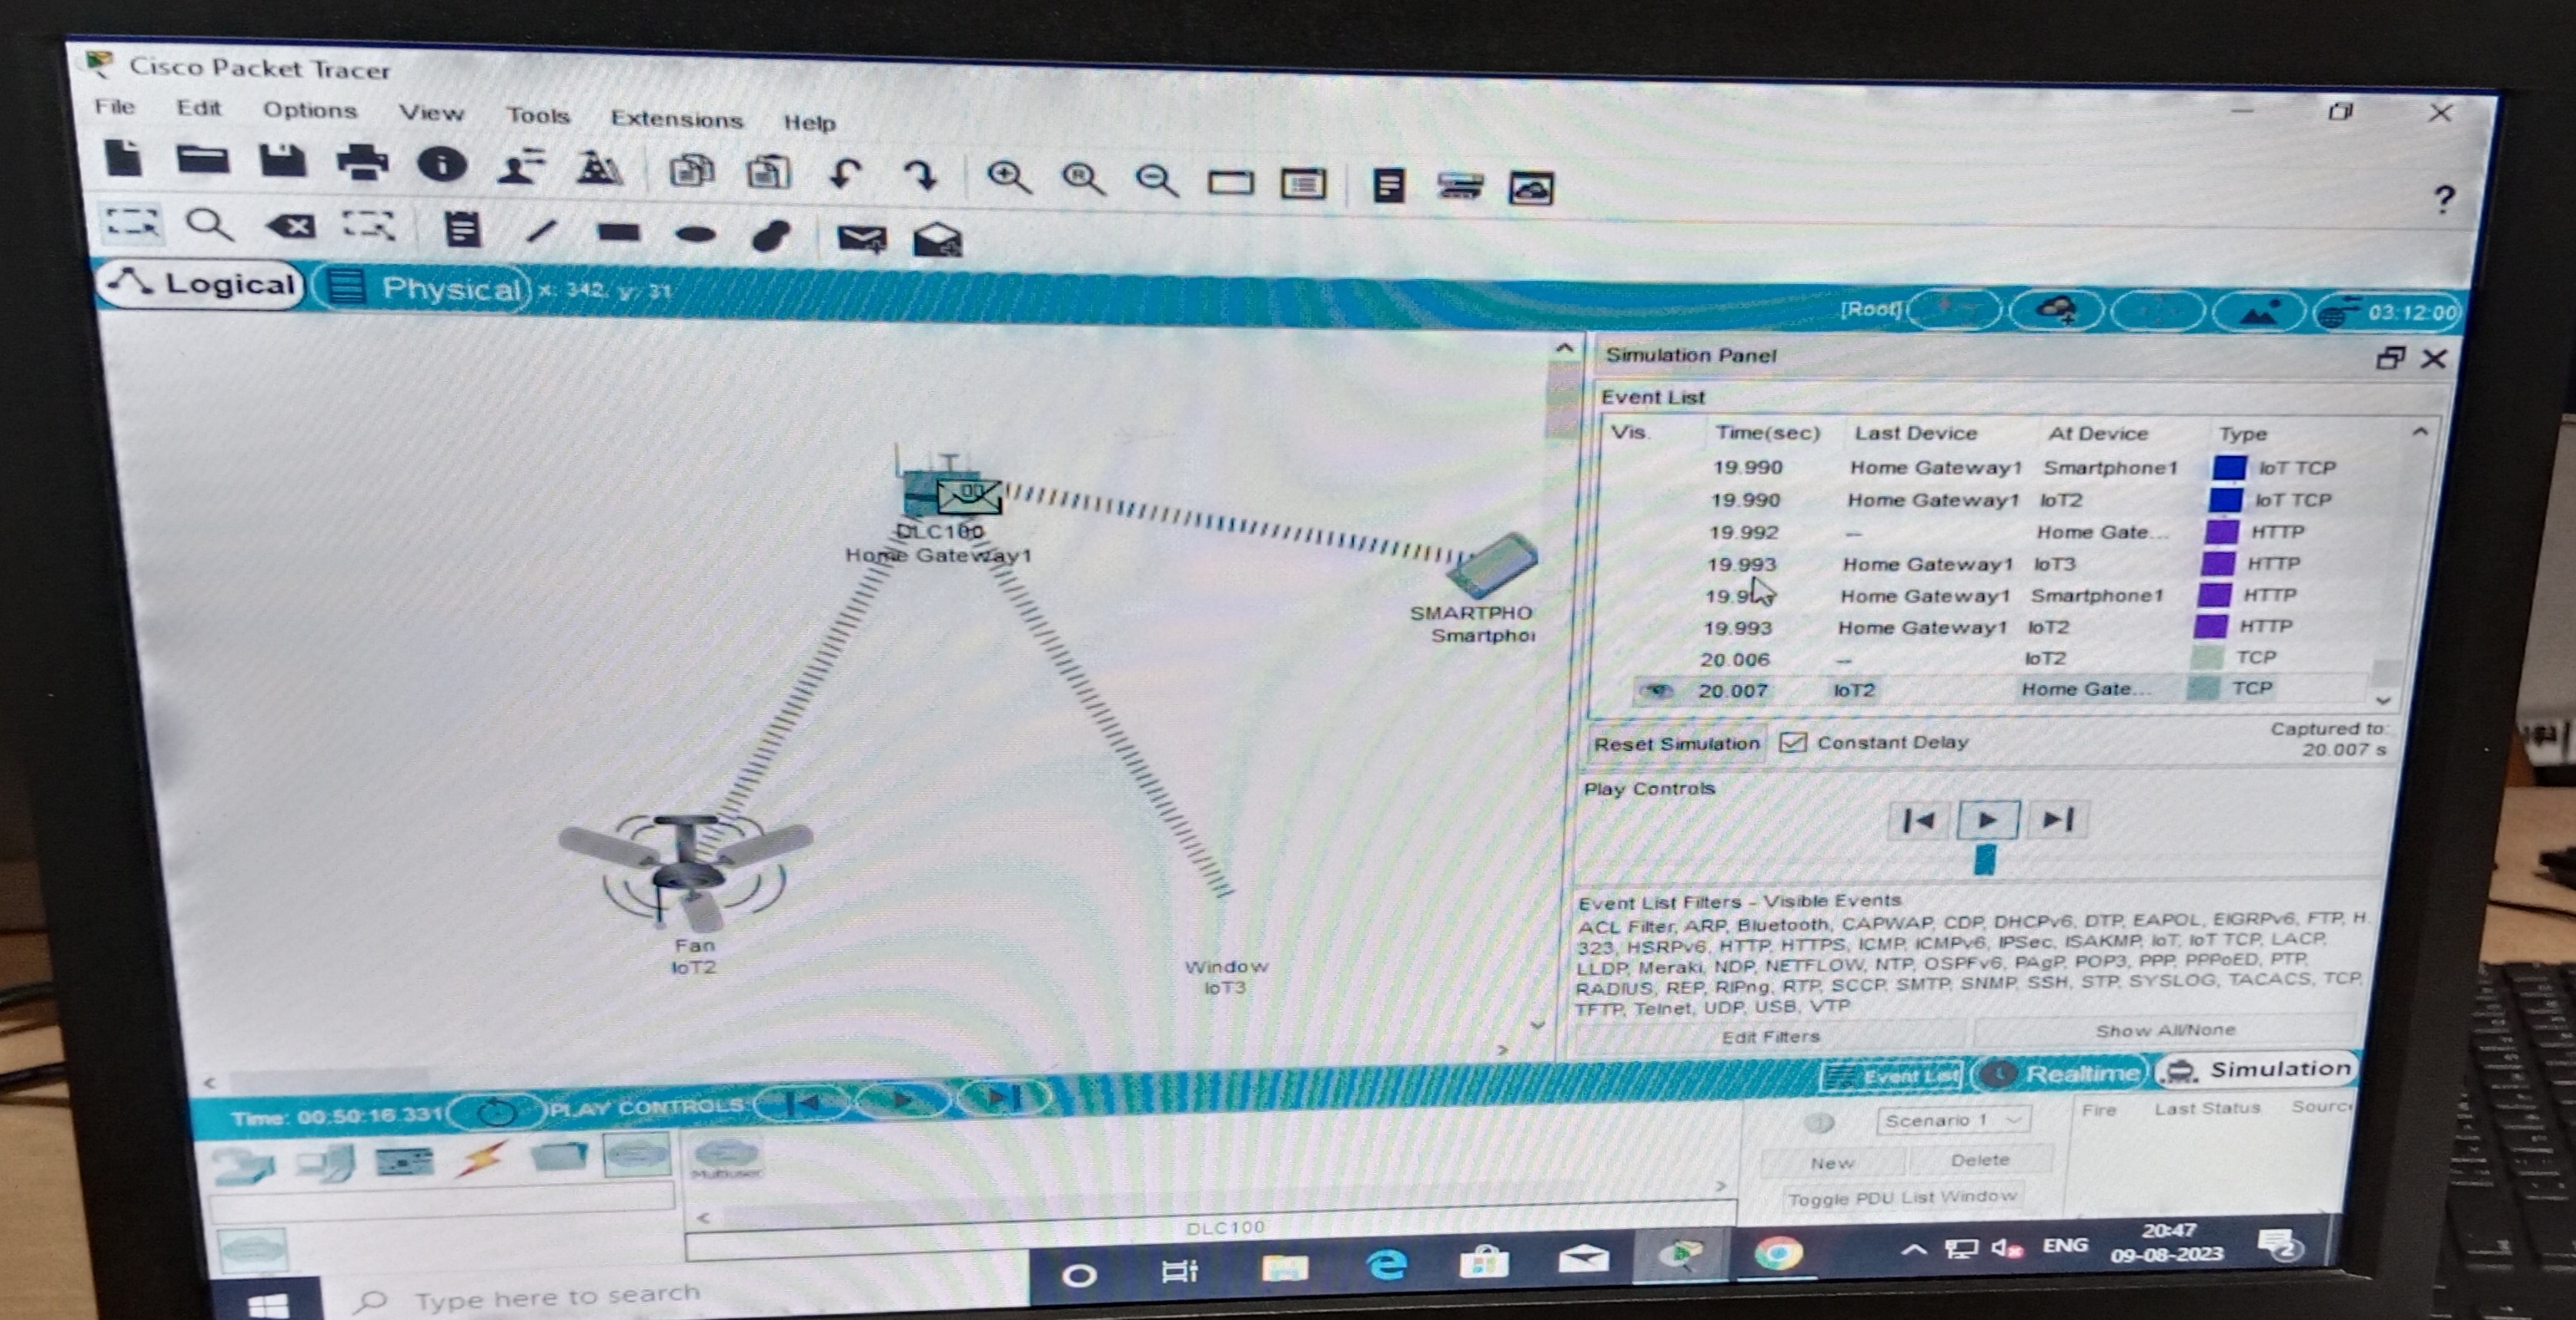 Cisco Packet Tracer
File Edit Options View Tools Extensions Help
?
Logical Physical x: 342, y: 31
[Root] 03:12:00
Simulation Panel
Event List
Vis. Time(sec) Last Device At Device Type
19.990 Home Gateway1 Smartphone1 IoT TCP
19.990 Home Gateway1 IoT2 IoT TCP
19.992 -- Home Gate... HTTP
19.993 Home Gateway1 IoT3 HTTP
19.9 Home Gateway1 Smartphone1 HTTP
19.993 Home Gateway1 IoT2 HTTP
20.006 -- IoT2 TCP
20.007 IoT2 Home Gate... TCP
Reset Simulation Constant Delay
Captured to:
20.007 s
Play Controls
Event List Filters - Visible Events
ACL Filter, ARP, Bluetooth, CAPWAP, CDP, DHCPv6, DTP, EAPOL, EIGRPv6, FTP, H.
323, HSRPv6, HTTP, HTTPS, ICMP, ICMPv6, IPSec, ISAKMP, IoT, IoT TCP, LACP,
LLDP, Meraki, NDP, NETFLOW, NTP, OSPFv6, PAgP, POP3, PPP, PPPoED, PTP,
RADIUS, REP, RIPng, RTP, SCCP, SMTP, SNMP, SSH, STP, SYSLOG, TACACS, TCP,
TFTP, Telnet, UDP, USB, VTP
Edit Filters Show All/None
DLC100
Home Gateway1
SMARTPHO
Smartpho
Fan
IoT2
Window
IoT3
Event List Realtime Simulation
Time: 00:50:16.331 PLAY CONTROLS:
Multiuser
Scenario 1
New Delete
Toggle PDU List Window
Fire Last Status Sourc
DLC100
Type here to search
ENG
20:47
09-08-2023
2